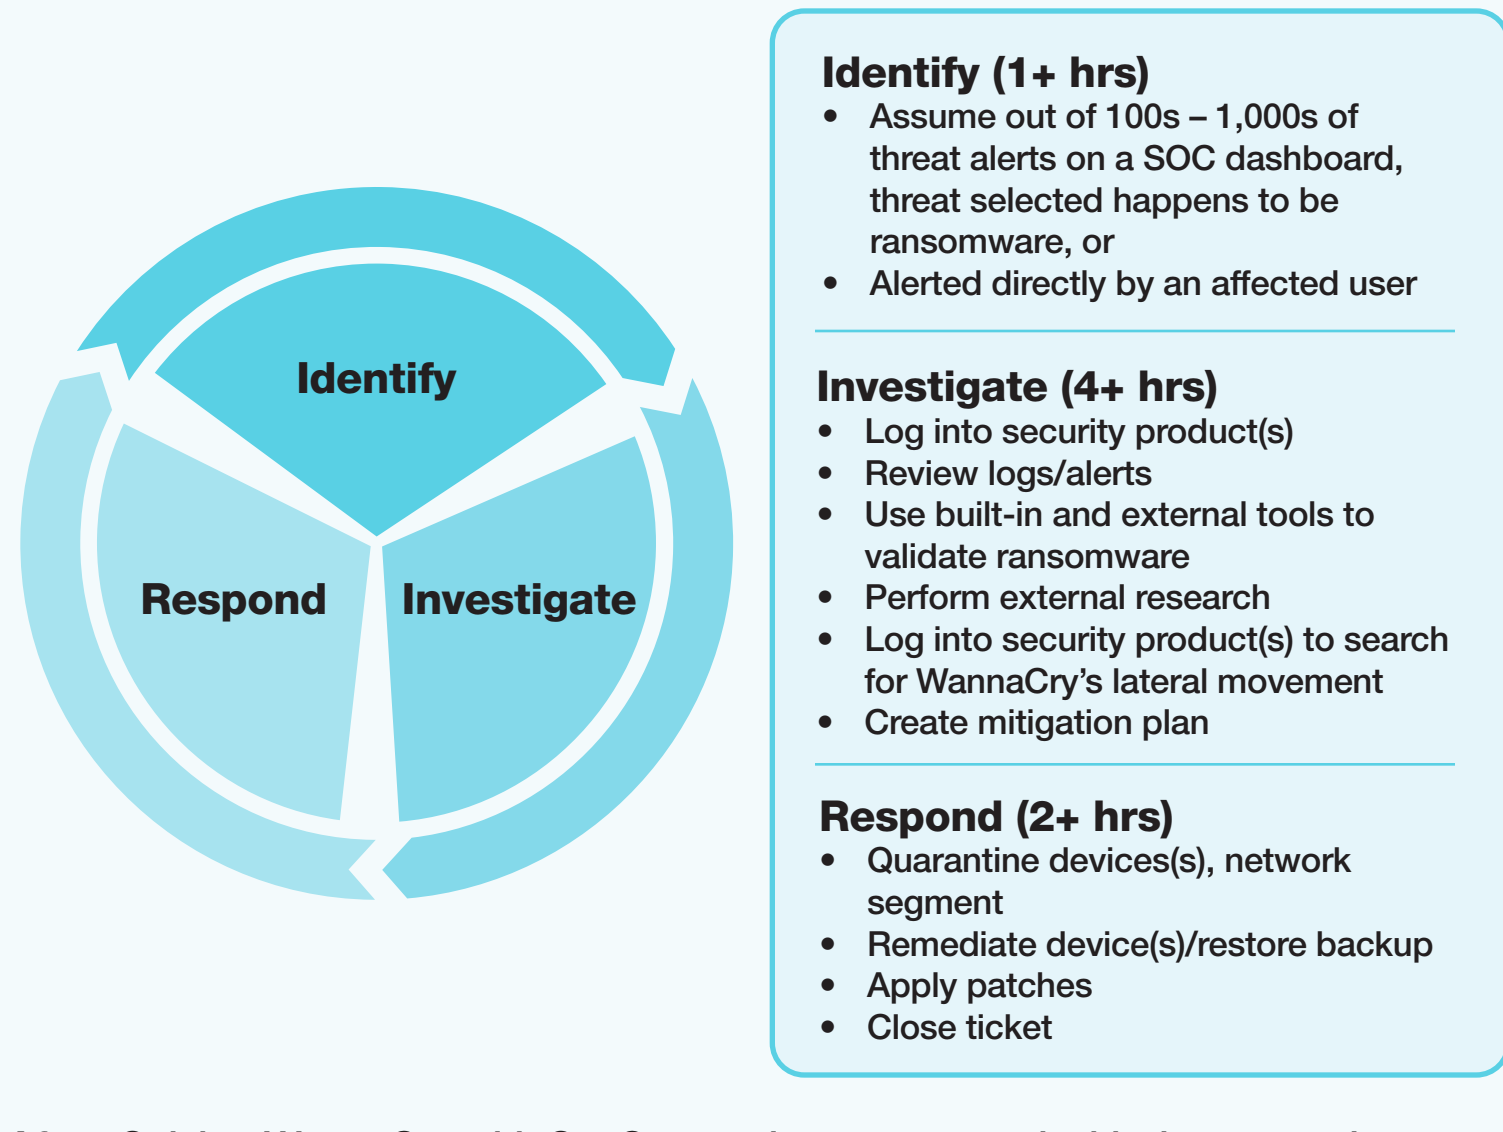 Identify
Respond
Investigate
Identify (1+ hrs)
• Assume out of 100s – 1,000s of
threat alerts on a SOC dashboard,
threat selected happens to be
ransomware, or
• Alerted directly by an affected user
Investigate (4+ hrs)
• Log into security product(s)
• Review logs/alerts
• Use built-in and external tools to
validate ransomware
• Perform external research
• Log into security product(s) to search
for WannaCry’s lateral movement
• Create mitigation plan
Respond (2+ hrs)
• Quarantine devices(s), network
segment
• Remediate device(s)/restore backup
• Apply patches
• Close ticket